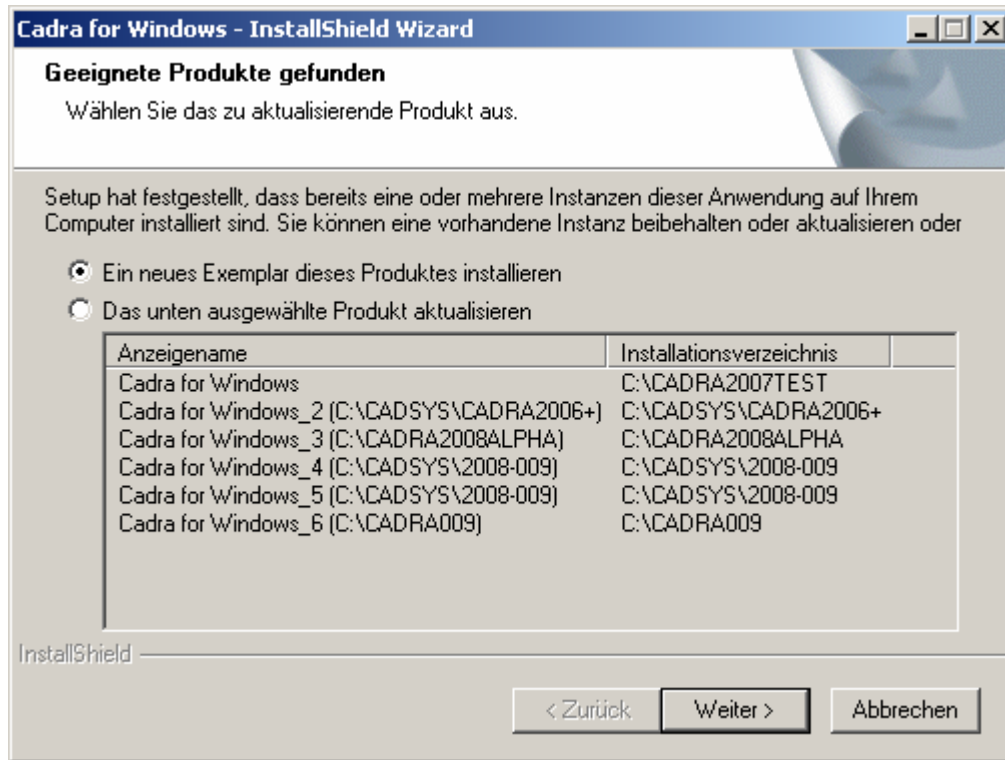 Cadra for Windows - InstallShield Wizard
Geeignete Produkte gefunden
Wählen Sie das zu aktualisierende Produkt aus.
Setup hat festgestellt, dass bereits eine oder mehrere Instanzen dieser Anwendung auf Ihrem
Computer installiert sind. Sie können eine vorhandene Instanz beibehalten oder aktualisieren oder
Ein neues Exemplar dieses Produktes installieren
Das unten ausgewählte Produkt aktualisieren
Anzeigename Installationsverzeichnis
Cadra for Windows C:\CADRA2007TEST
Cadra for Windows_2 (C:\CADSYS\CADRA2006+) C:\CADSYS\CADRA2006+
Cadra for Windows_3 (C:\CADRA2008ALPHA) C:\CADRA2008ALPHA
Cadra for Windows_4 (C:\CADSYS\2008-009) C:\CADSYS\2008-009
Cadra for Windows_5 (C:\CADSYS\2008-009) C:\CADSYS\2008-009
Cadra for Windows_6 (C:\CADRA009) C:\CADRA009
InstallShield
< Zurück Weiter > Abbrechen